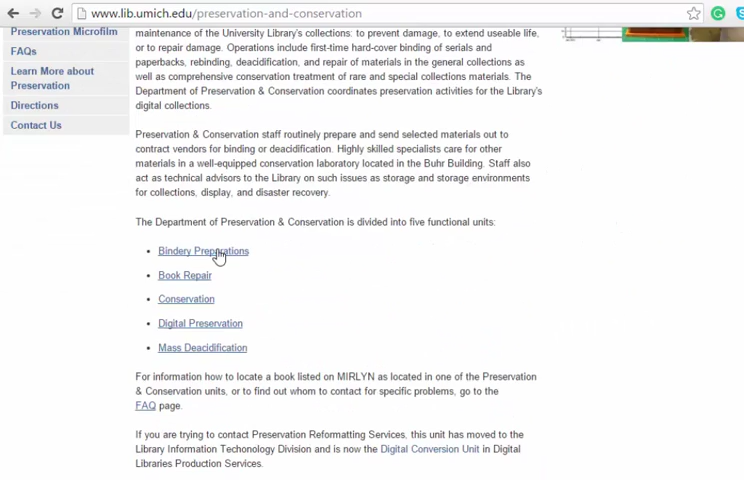 www.lib.umich.edu/preservation-and-conservation
Preservation Microfilm
FAQs
Learn More about
Preservation
Directions
Contact Us
maintenance of the University Library's collections: to prevent damage, to extend useable life,
or to repair damage. Operations include first-time hard-cover binding of serials and
paperbacks, rebinding, deacidification, and repair of materials in the general collections as
well as comprehensive conservation treatment of rare and special collections materials. The
Department of Preservation & Conservation coordinates preservation activities for the Library's
digital collections.
Preservation & Conservation staff routinely prepare and send selected materials out to
contract vendors for binding or deacidification. Highly skilled specialists care for other
materials in a well-equipped conservation laboratory located in the Buhr Building. Staff also
act as technical advisors to the Library on such issues as storage and storage environments
for collections, display, and disaster recovery.
The Department of Preservation & Conservation is divided into five functional units:
• Bindery Preparations
• Book Repair
• Conservation
• Digital Preservation
• Mass Deacidification
For information how to locate a book listed on MIRLYN as located in one of the Preservation
& Conservation units, or to find out whom to contact for specific problems, go to the
FAQ page.
If you are trying to contact Preservation Reformatting Services, this unit has moved to the
Library Information Techonology Division and is now the Digital Conversion Unit in Digital
Libraries Production Services.